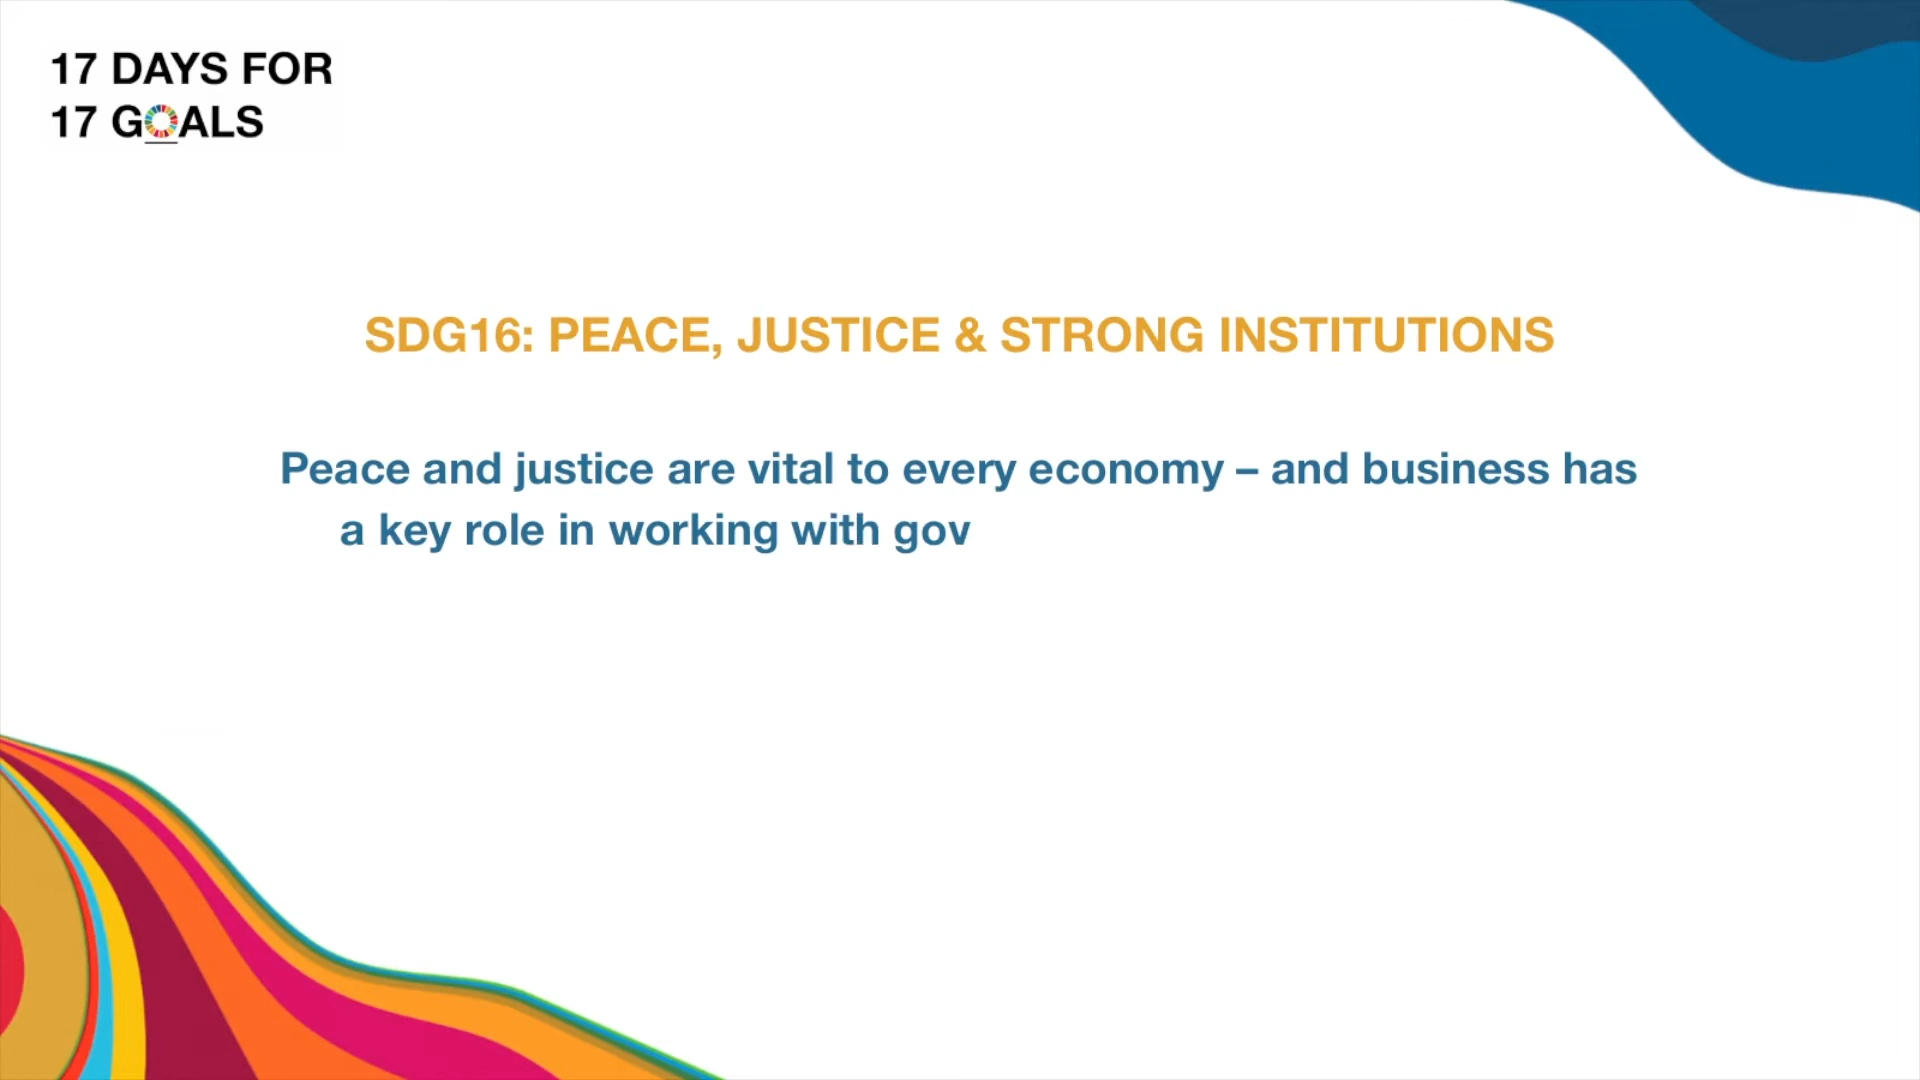 17 DAYS FOR
17 GOALS
SDG16: PEACE, JUSTICE & STRONG INSTITUTIONS
Peace and justice are vital to every economy – and business has
a key role in working with gov